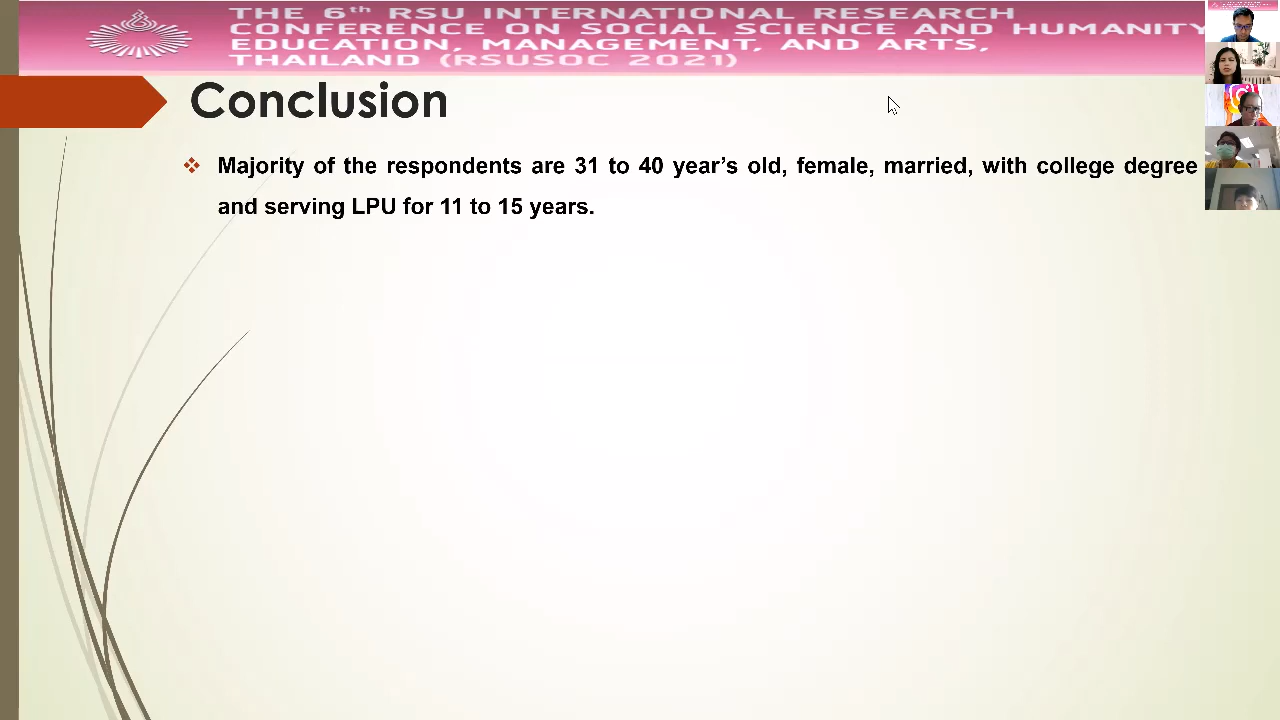 THE 6th RSU INTERNATIONAL RESEARCH
CONFERENCE ON SOCIAL SCIENCE AND HUMANITY
EDUCATION, MANAGEMENT, AND ARTS,
THAILAND (RSUSOC 2021)
Conclusion
❖ Majority of the respondents are 31 to 40 year’s old, female, married, with college degree
and serving LPU for 11 to 15 years.